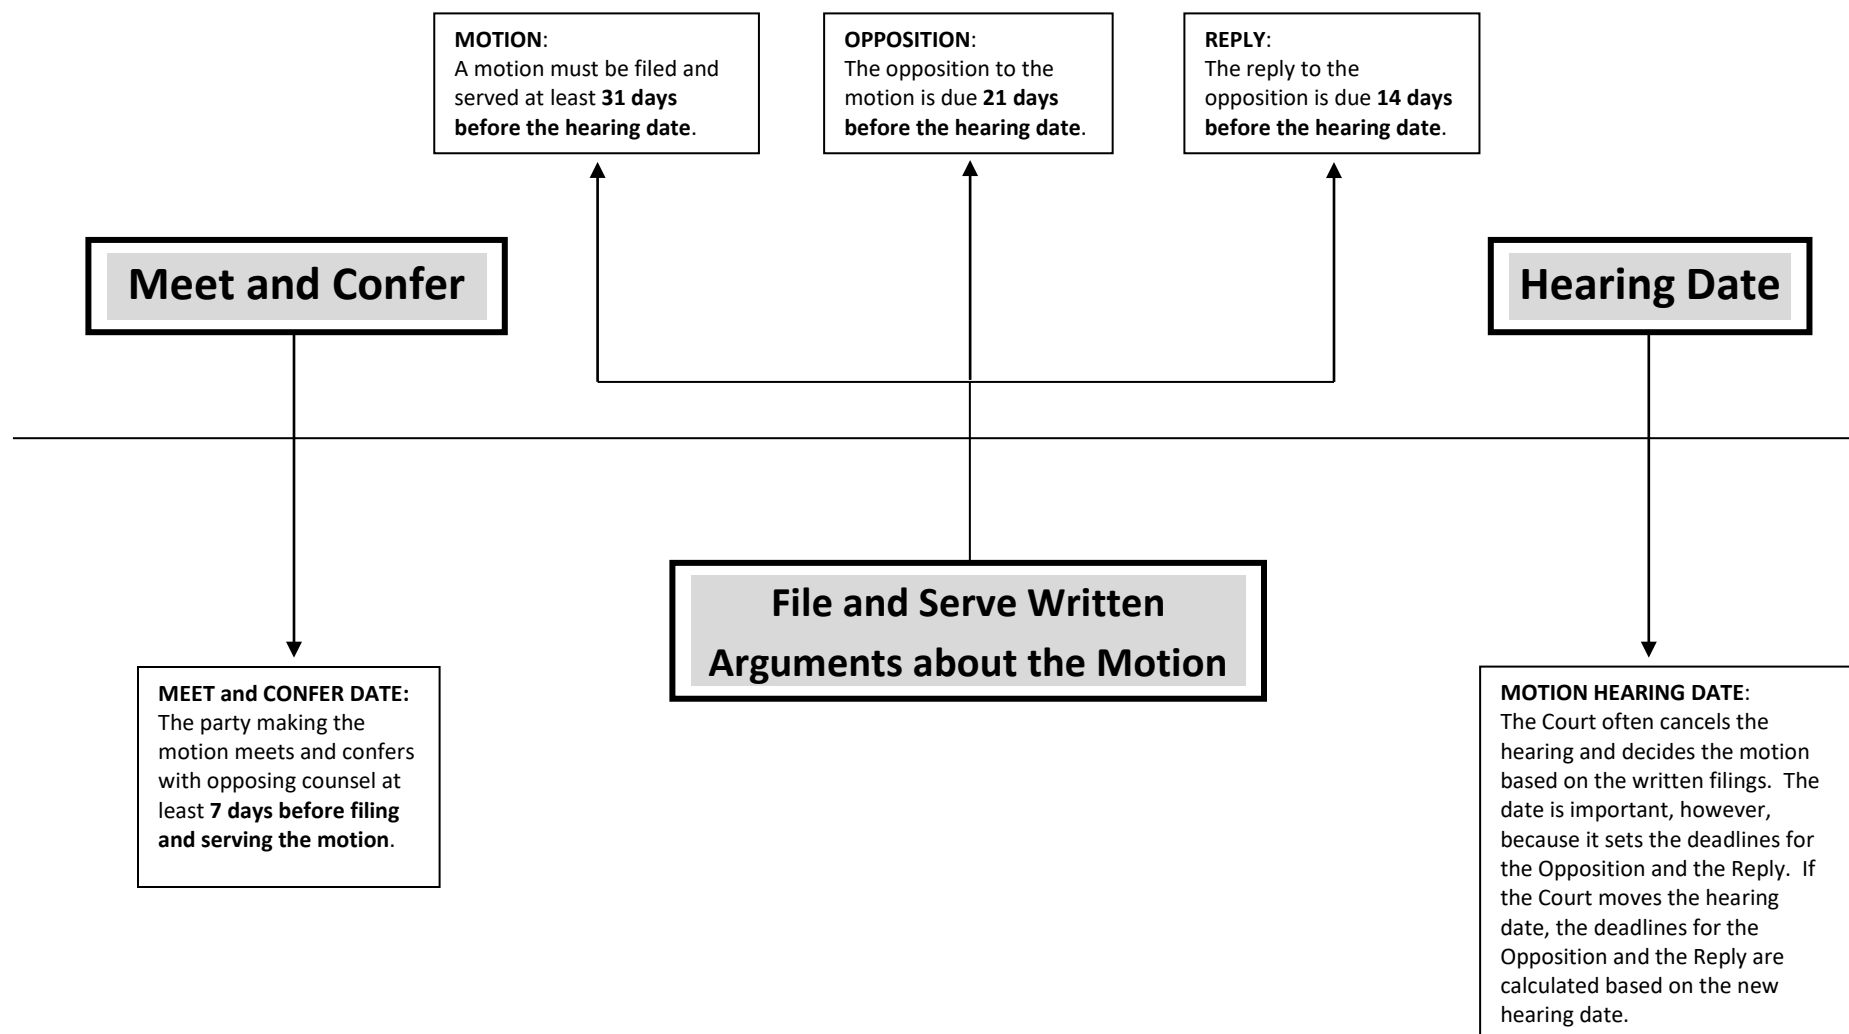 MOTION:
A motion must be filed and
served at least 31 days
before the hearing date.
OPPOSITION:
The opposition to the
motion is due 21 days
before the hearing date.
REPLY:
The reply to the
opposition is due 14 days
before the hearing date.
Meet and Confer
Hearing Date
File and Serve Written
Arguments about the Motion
MEET and CONFER DATE:
The party making the
motion meets and confers
with opposing counsel at
least 7 days before filing
and serving the motion.
MOTION HEARING DATE:
The Court often cancels the
hearing and decides the motion
based on the written filings.  The
date is important, however,
because it sets the deadlines for
the Opposition and the Reply.  If
the Court moves the hearing
date, the deadlines for the
Opposition and the Reply are
calculated based on the new
hearing date.